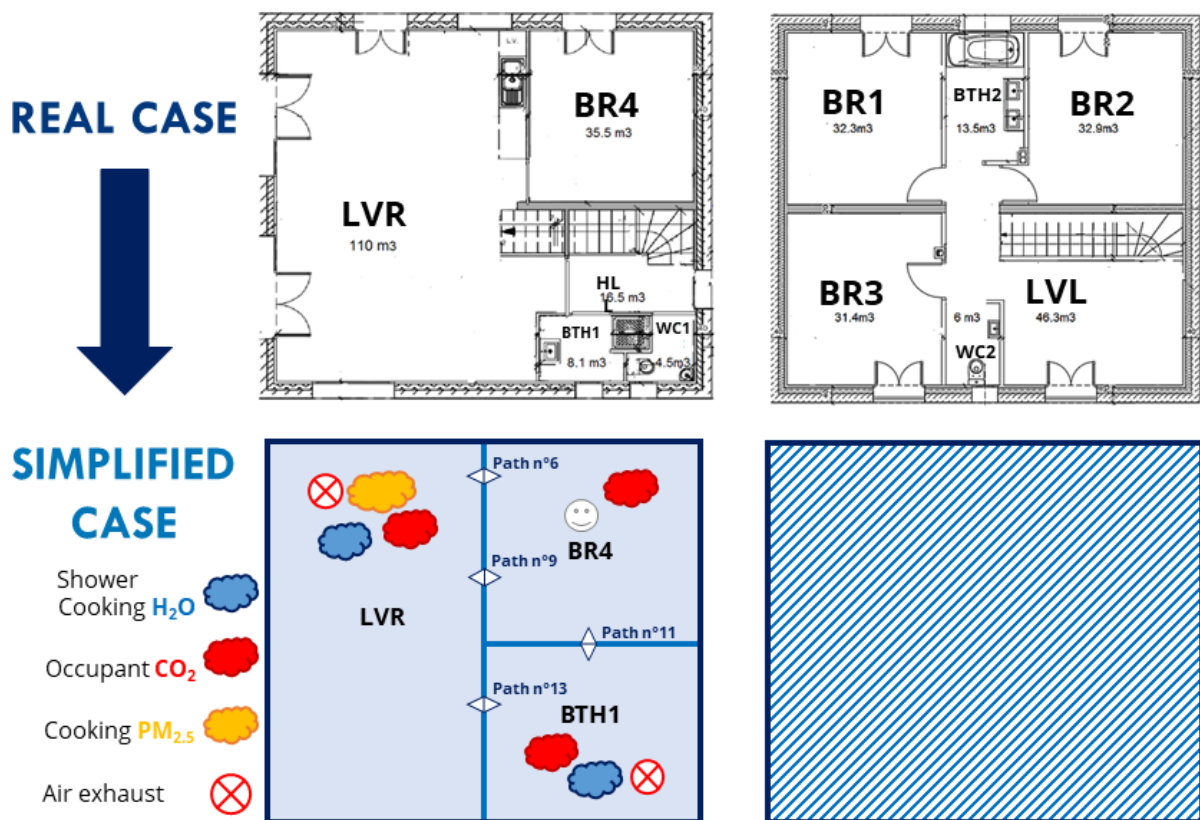 REAL CASE
LV.
BR4
35.5 m3
LVR
110 m3
HL
L
16.5 m3
BTH1
8.1 m3
WC1
4.5m3
BR1
32.3m3
BTH2
13.5m3
BR2
32.9m3
BR3
31.4m3
LVL
46.3m3
6 m3
WC2
SIMPLIFIED
CASE
Shower
Cooking H₂O
Occupant CO₂
Cooking PM₂.₅
Air exhaust
Path n°6
BR4
Path n°9
LVR
Path n°11
Path n°13
BTH1